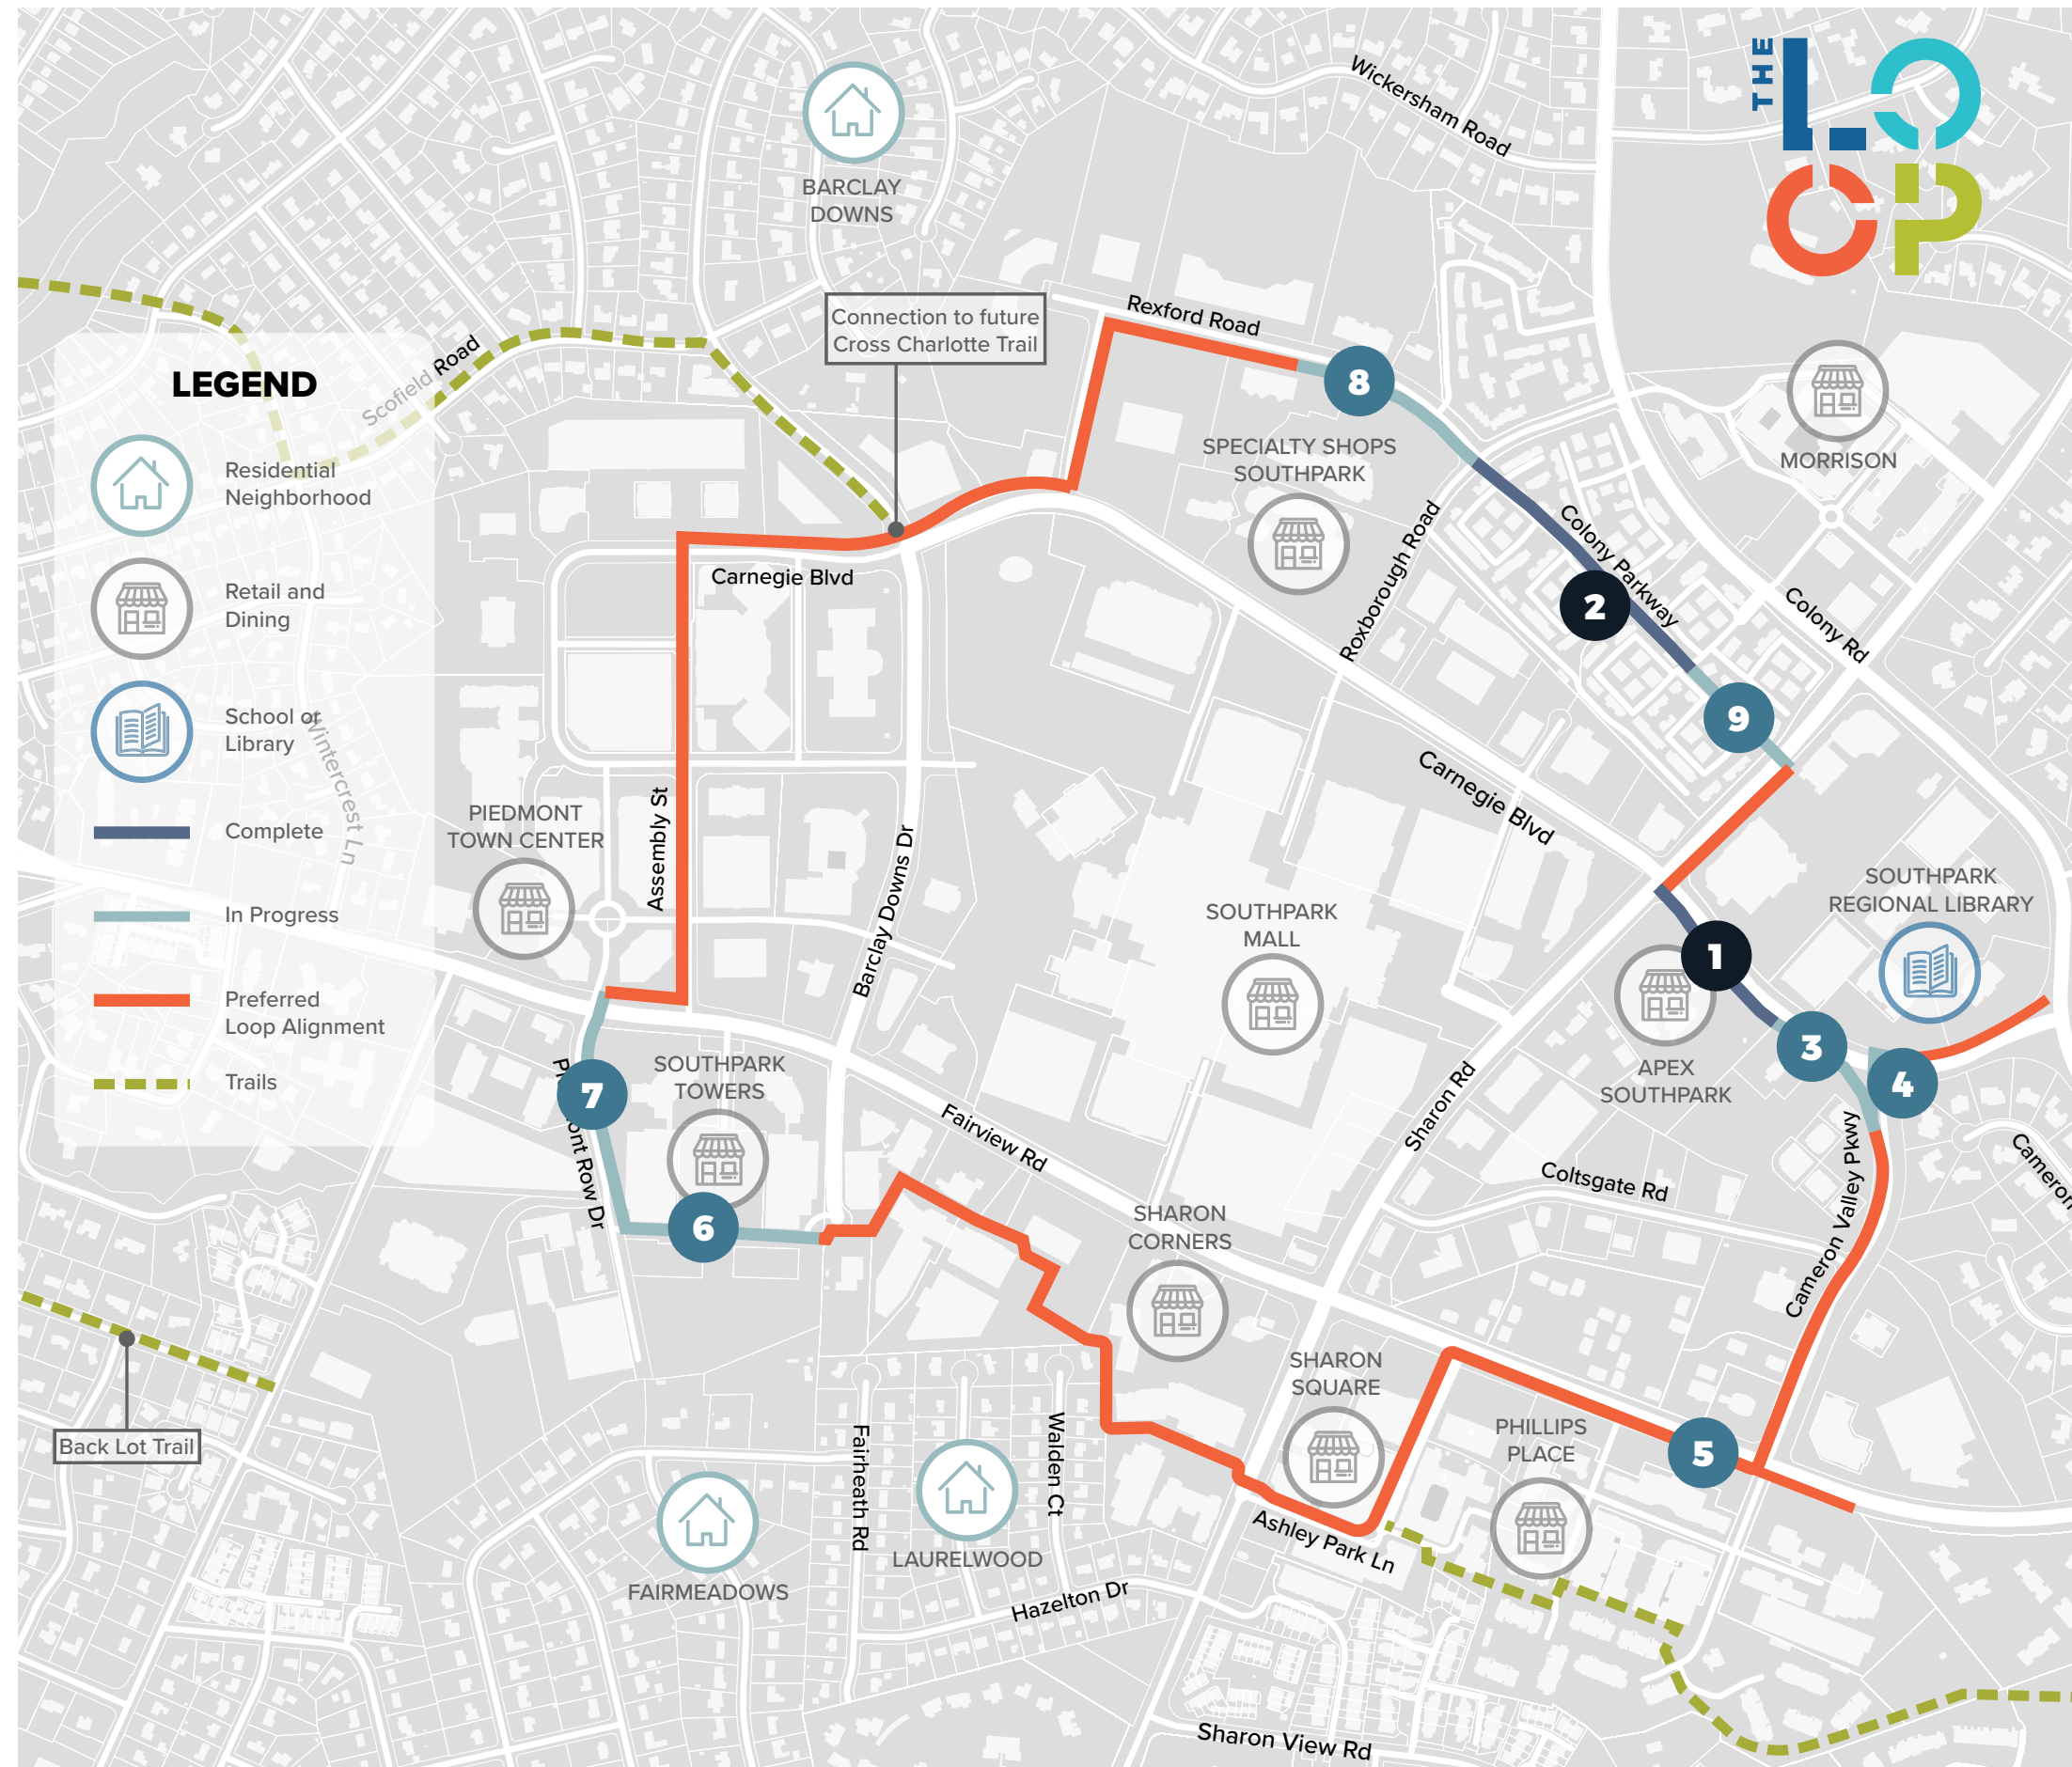 THE
LOOP
Wickersham Road
BARCLAY
DOWNS
Connection to future
Cross Charlotte Trail
Rexford Road
8
Scofield Road
LEGEND
Residential
Neighborhood
Retail and
Dining
School or
Library
Complete
In Progress
Preferred
Loop Alignment
Trails
Wintercrest Ln
SPECIALTY SHOPS
SOUTHPARK
MORRISON
Roxborough Road
Colony Parkway
2
Colony Rd
Carnegie Blvd
9
Carnegie Blvd
PIEDMONT
TOWN CENTER
Assembly St
Barclay Downs Dr
SOUTHPARK
MALL
SOUTHPARK
REGIONAL LIBRARY
1
APEX
SOUTHPARK
3
4
7
SOUTHPARK
TOWERS
Fairview Rd
Sharon Rd
Coltsgate Rd
Cameron Valley Pkwy
Cameron
6
SHARON
CORNERS
SHARON
SQUARE
PHILLIPS
PLACE
5
Back Lot Trail
Fairheath Rd
Walden Ct
LAURELWOOD
FAIRMEADOWS
Ashley Park Ln
Hazelton Dr
Sharon View Rd
Row Dr